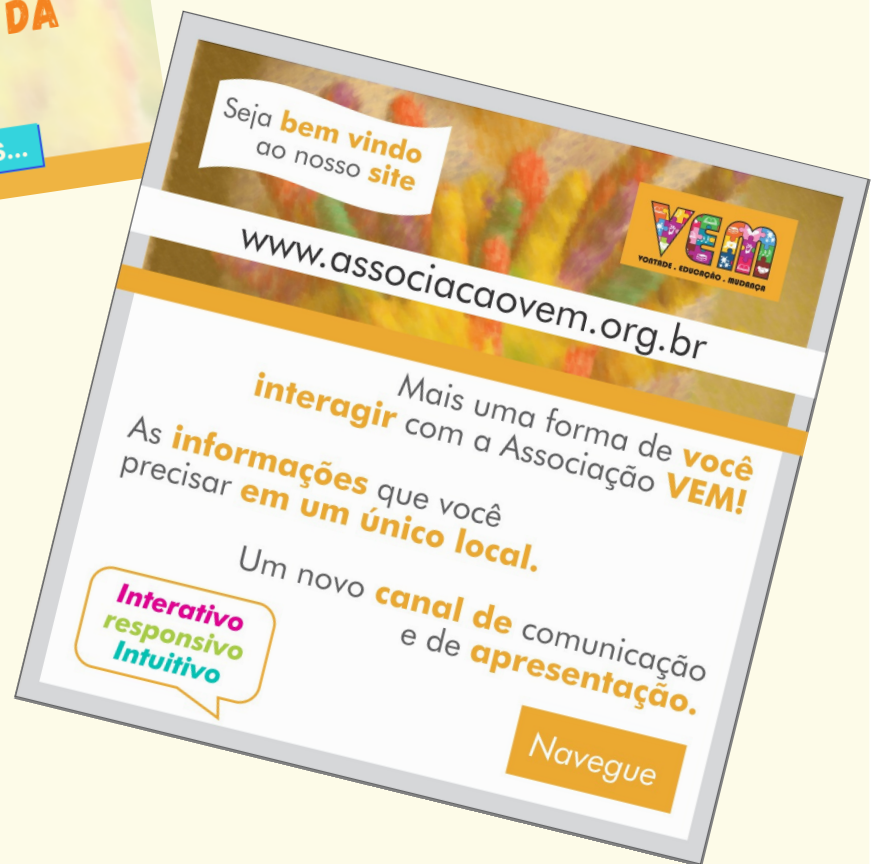 DA
Seja bem vindo
ao nosso site
VEM
VONTADE . EDUCAÇÃO . MUDANÇA
www.associacaovem.org.br
Mais uma forma de você
interagir com a Associação VEM!
As informações que você
precisar em um único local.
Um novo canal de comunicação
e de apresentação.
Interativo
responsivo
Intuitivo
Navegue